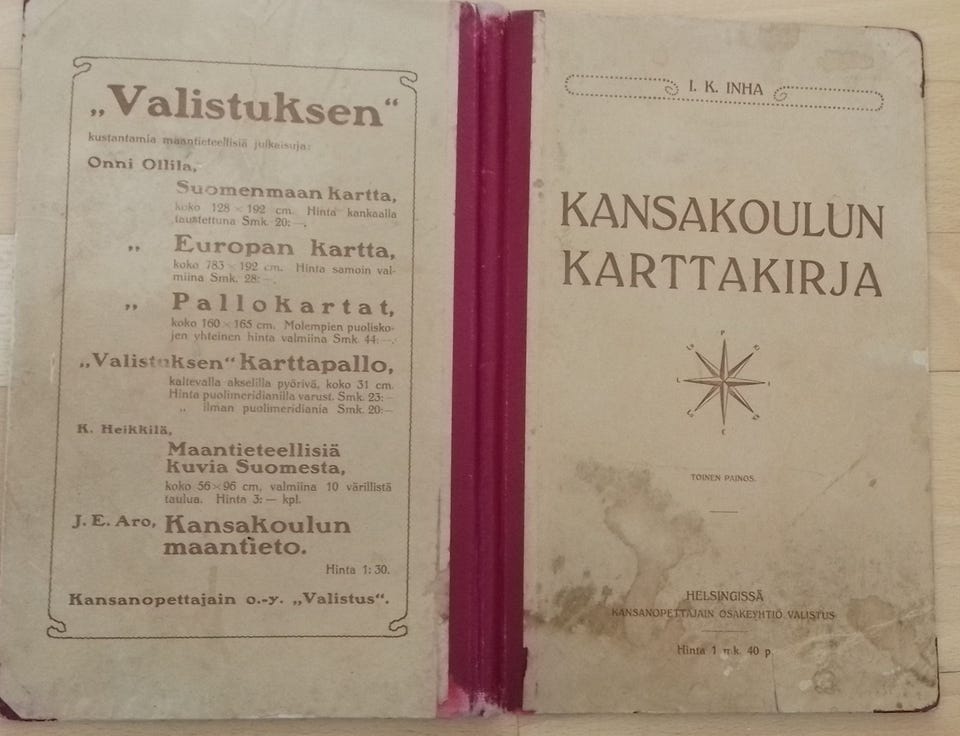 „Valistuksen“
kustantamia maantieteellisiä julkaisuja:
Onni Ollila,
Suomenmaan kartta,
koko 128 × 192 cm. Hinta kankaalla
taustettuna Smk. 20: —.
„ Europan kartta,
koko 783 × 192 cm. Hinta samoin val-
miina Smk. 28: —.
„ Pallokartat,
koko 160 × 165 cm. Molempien puolisko-
jen yhteinen hinta valmiina Smk. 44: —.
„Valistuksen“ Karttapallo,
kaltevalla akselilla pyörivä, koko 31 cm.
Hinta puolimeridianilla varust. Smk. 23: —
„ ilman puolimeridiania Smk. 20: —
K. Heikkilä,
Maantieteellisiä
kuvia Suomesta,
koko 56 × 96 cm, valmiina 10 värillistä
taulua. Hinta 3: — kpl.
J. E. Aro, Kansakoulun
maantieto.
Hinta 1: 30.
Kansanopettajain o.-y. „Valistus“.
I. K. INHA
KANSAKOULUN
KARTTAKIRJA
P
L I
E
TOINEN PAINOS.
HELSINGISSÄ
KANSANOPETTAJAIN OSAKEYHTIÖ VALISTUS
Hinta 1 mk. 40 p.